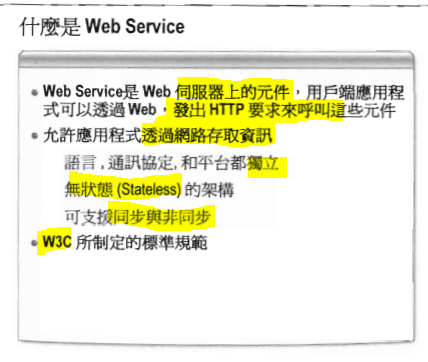 什麼是 Web Service
Web Service是 Web 伺服器上的元件，用戶端應用程
式可以透過 Web，發出 HTTP 要求來呼叫這些元件
允許應用程式透過網路存取資訊
語言 , 通訊協定, 和平台都獨立
無狀態 (Stateless) 的架構
可支援同步與非同步
W3C 所制定的標準規範